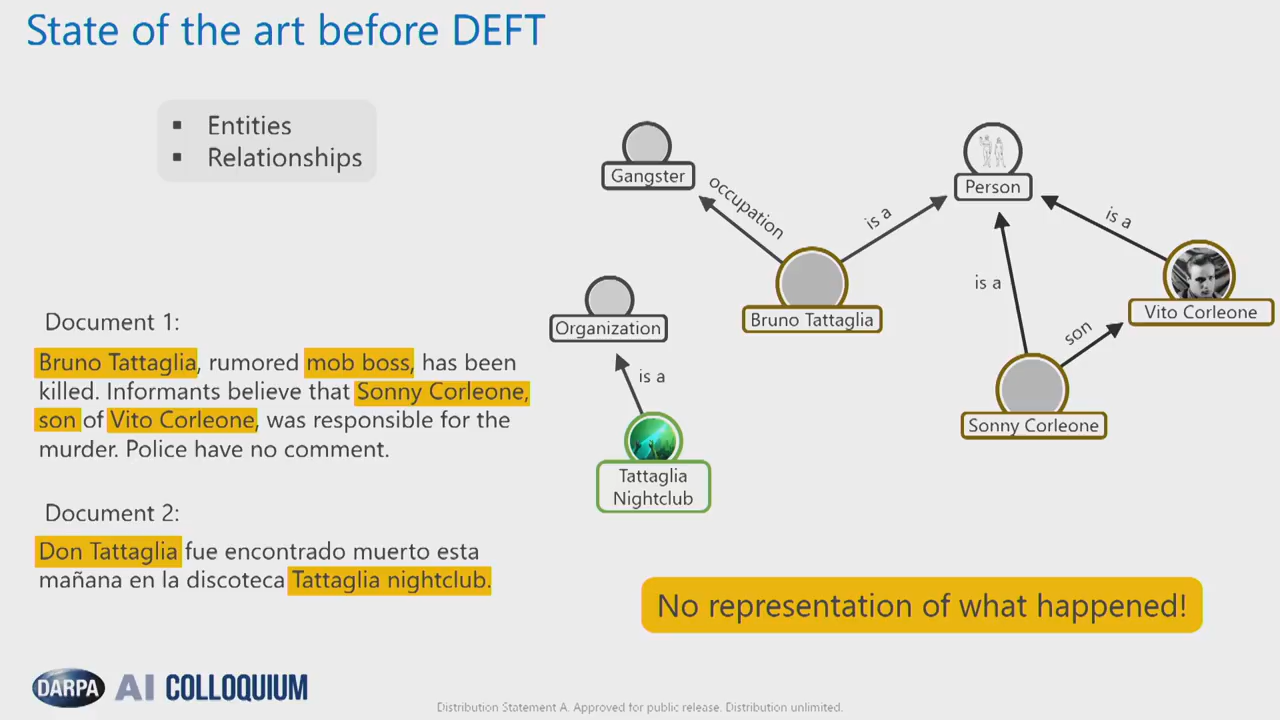 State of the art before DEFT
▪ Entities
▪ Relationships
Document 1:
Bruno Tattaglia, rumored mob boss, has been
killed. Informants believe that Sonny Corleone,
son of Vito Corleone, was responsible for the
murder. Police have no comment.
Document 2:
Don Tattaglia fue encontrado muerto esta
mañana en la discoteca Tattaglia nightclub.
Gangster
occupation
is a
Person
is a
Bruno Tattaglia
Vito Corleone
is a
son
Sonny Corleone
Organization
is a
Tattaglia
Nightclub
No representation of what happened!
DARPA AI COLLOQUIUM
Distribution Statement A. Approved for public release. Distribution unlimited.